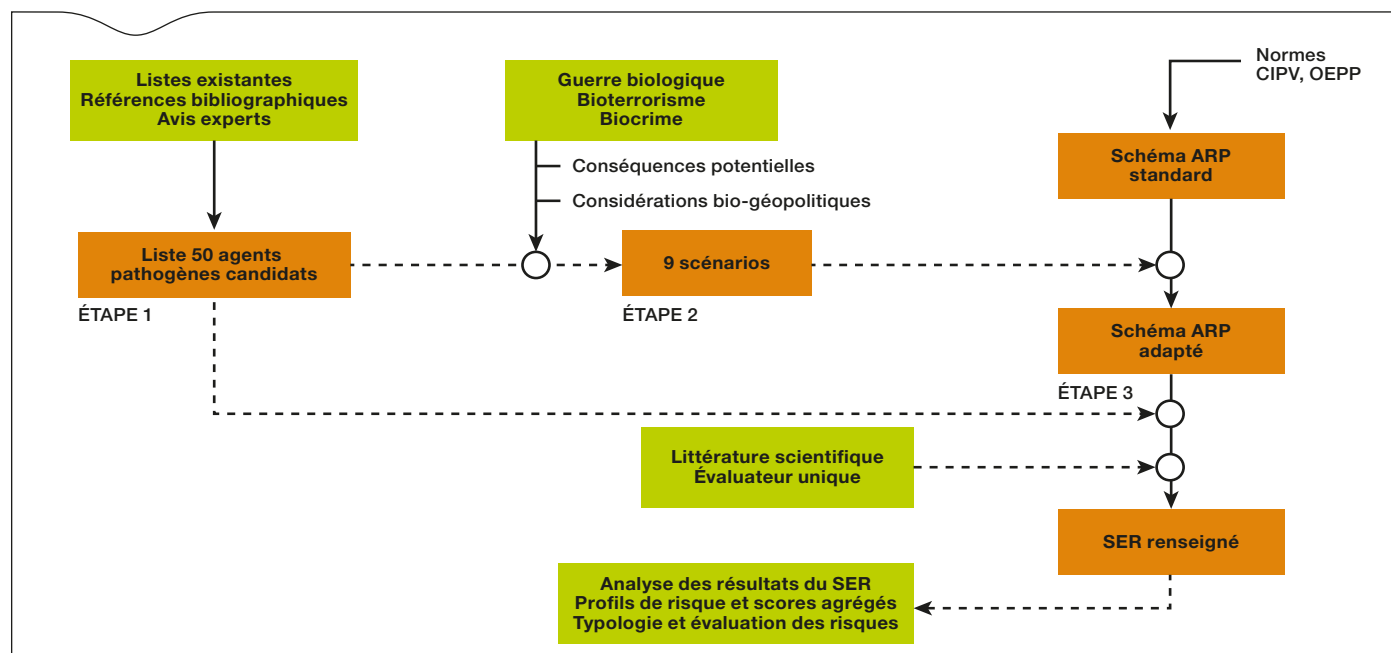 Listes existantes
Références bibliographiques
Avis experts
Guerre biologique
Bioterrorisme
Biocrime
Normes
CIPV, OEPP
Conséquences potentielles
Considérations bio-géopolitiques
Schéma ARP
standard
Liste 50 agents
pathogènes candidats
9 scénarios
ÉTAPE 1
ÉTAPE 2
Schéma ARP
adapté
ÉTAPE 3
Littérature scientifique
Évaluateur unique
SER renseigné
Analyse des résultats du SER
Profils de risque et scores agrégés
Typologie et évaluation des risques